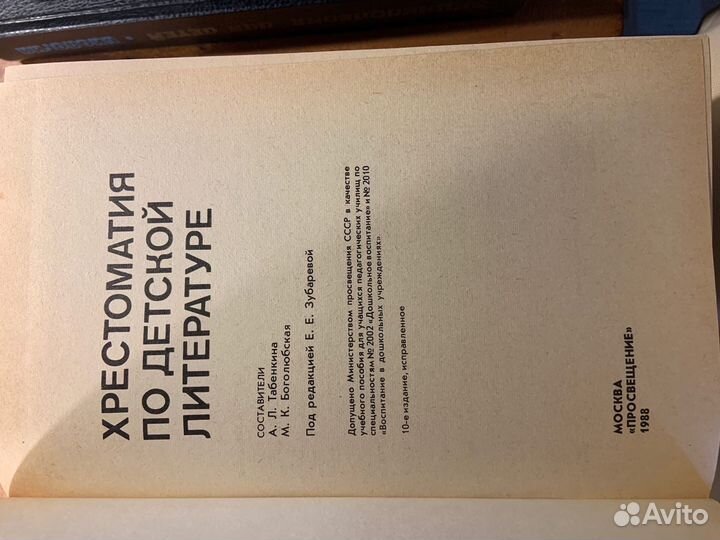 ХРЕСТОМАТИЯ
ПО ДЕТСКОЙ
ЛИТЕРАТУРЕ
СОСТАВИТЕЛИ
А. Л. Табенкина
М. К. Боголюбская
Под редакцией Е. Е. Зубаревой
Допущено Министерством просвещения СССР в качестве
учебного пособия для учащихся педагогических училищ по
специальностям № 2002 «Дошкольное воспитание» и № 2010
«Воспитание в дошкольных учреждениях»
10-е издание, исправленное
МОСКВА
«ПРОСВЕЩЕНИЕ»
1988
Avito